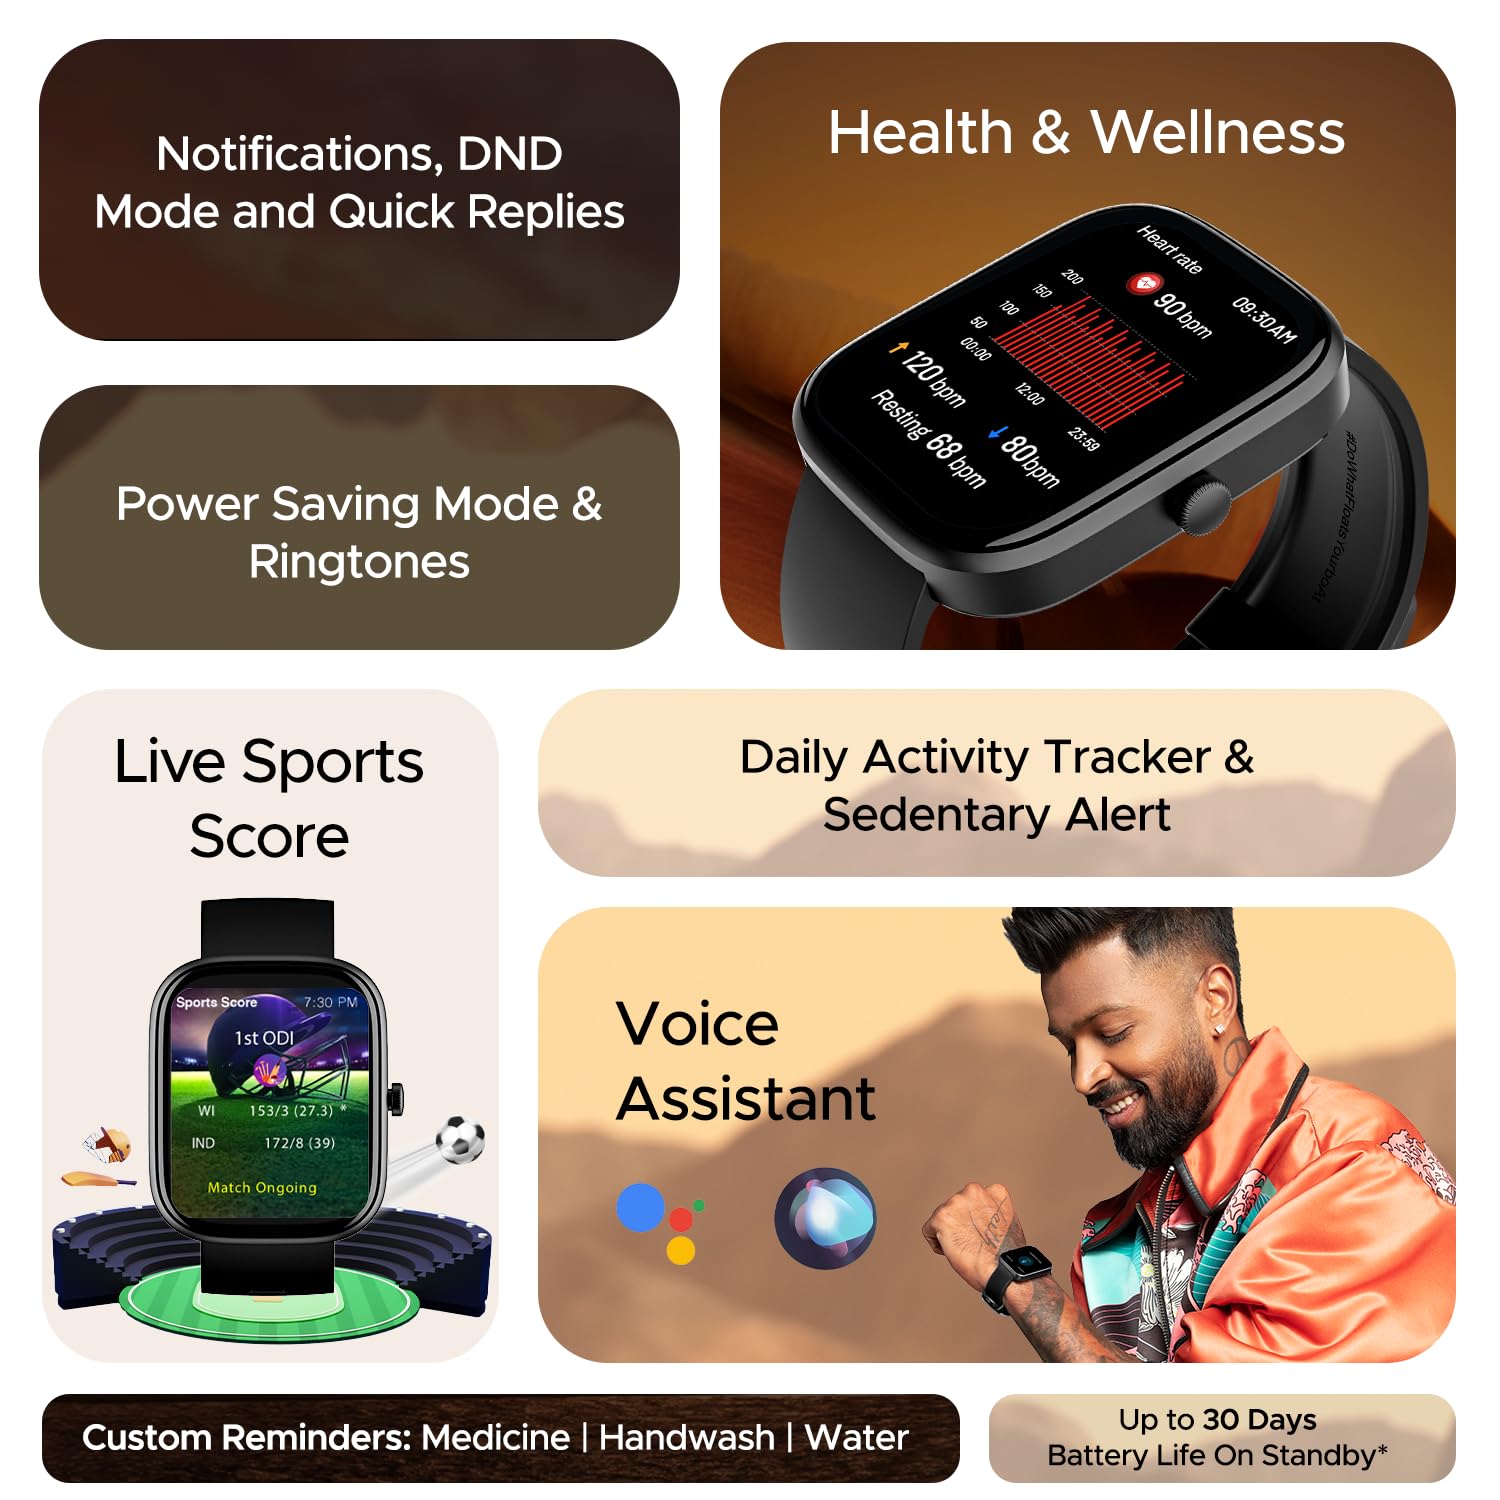 Notifications, DND
Mode and Quick Replies
Health & Wellness
Heart rate
09:30AM
90 bpm
200
150
100
50
00:00
12:00
23:59
120 bpm
80 bpm
Resting 68 bpm
#DoWhatFloatsYourboAt
Power Saving Mode &
Ringtones
Live Sports
Score
Sports Score 7:30 PM
1st ODI
WI 153/3 (27.3) *
IND 172/8 (39)
Match Ongoing
Daily Activity Tracker &
Sedentary Alert
Voice
Assistant
Custom Reminders: Medicine | Handwash | Water
Up to 30 Days
Battery Life On Standby*